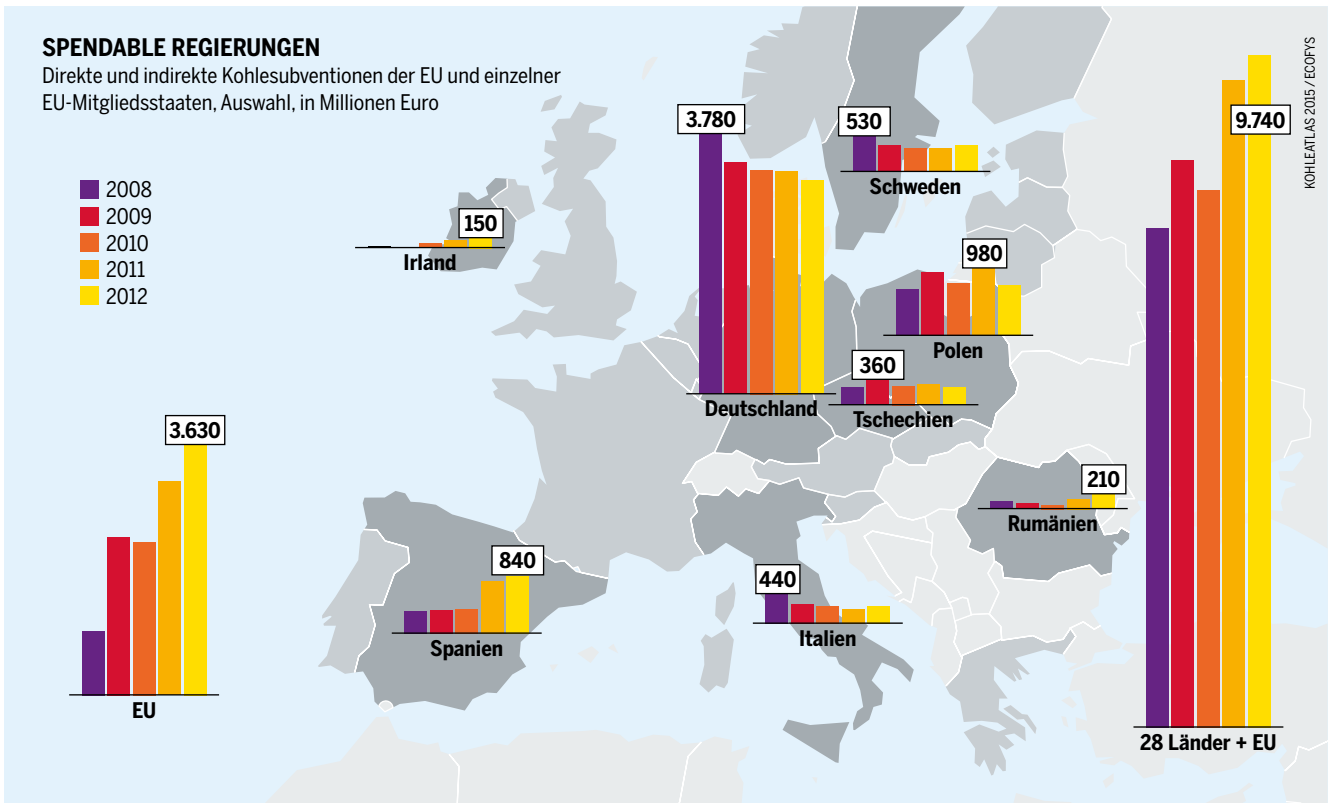 SPENDABLE REGIERUNGEN
Direkte und indirekte Kohlesubventionen der EU und einzelner
EU-Mitgliedsstaaten, Auswahl, in Millionen Euro
2008
2009
2010
2011
2012
150
Irland
3.780
Deutschland
530
Schweden
980
Polen
360
Tschechien
210
Rumänien
440
Italien
840
Spanien
3.630
EU
9.740
28 Länder + EU
KOHLEATLAS 2015 / ECOFYS